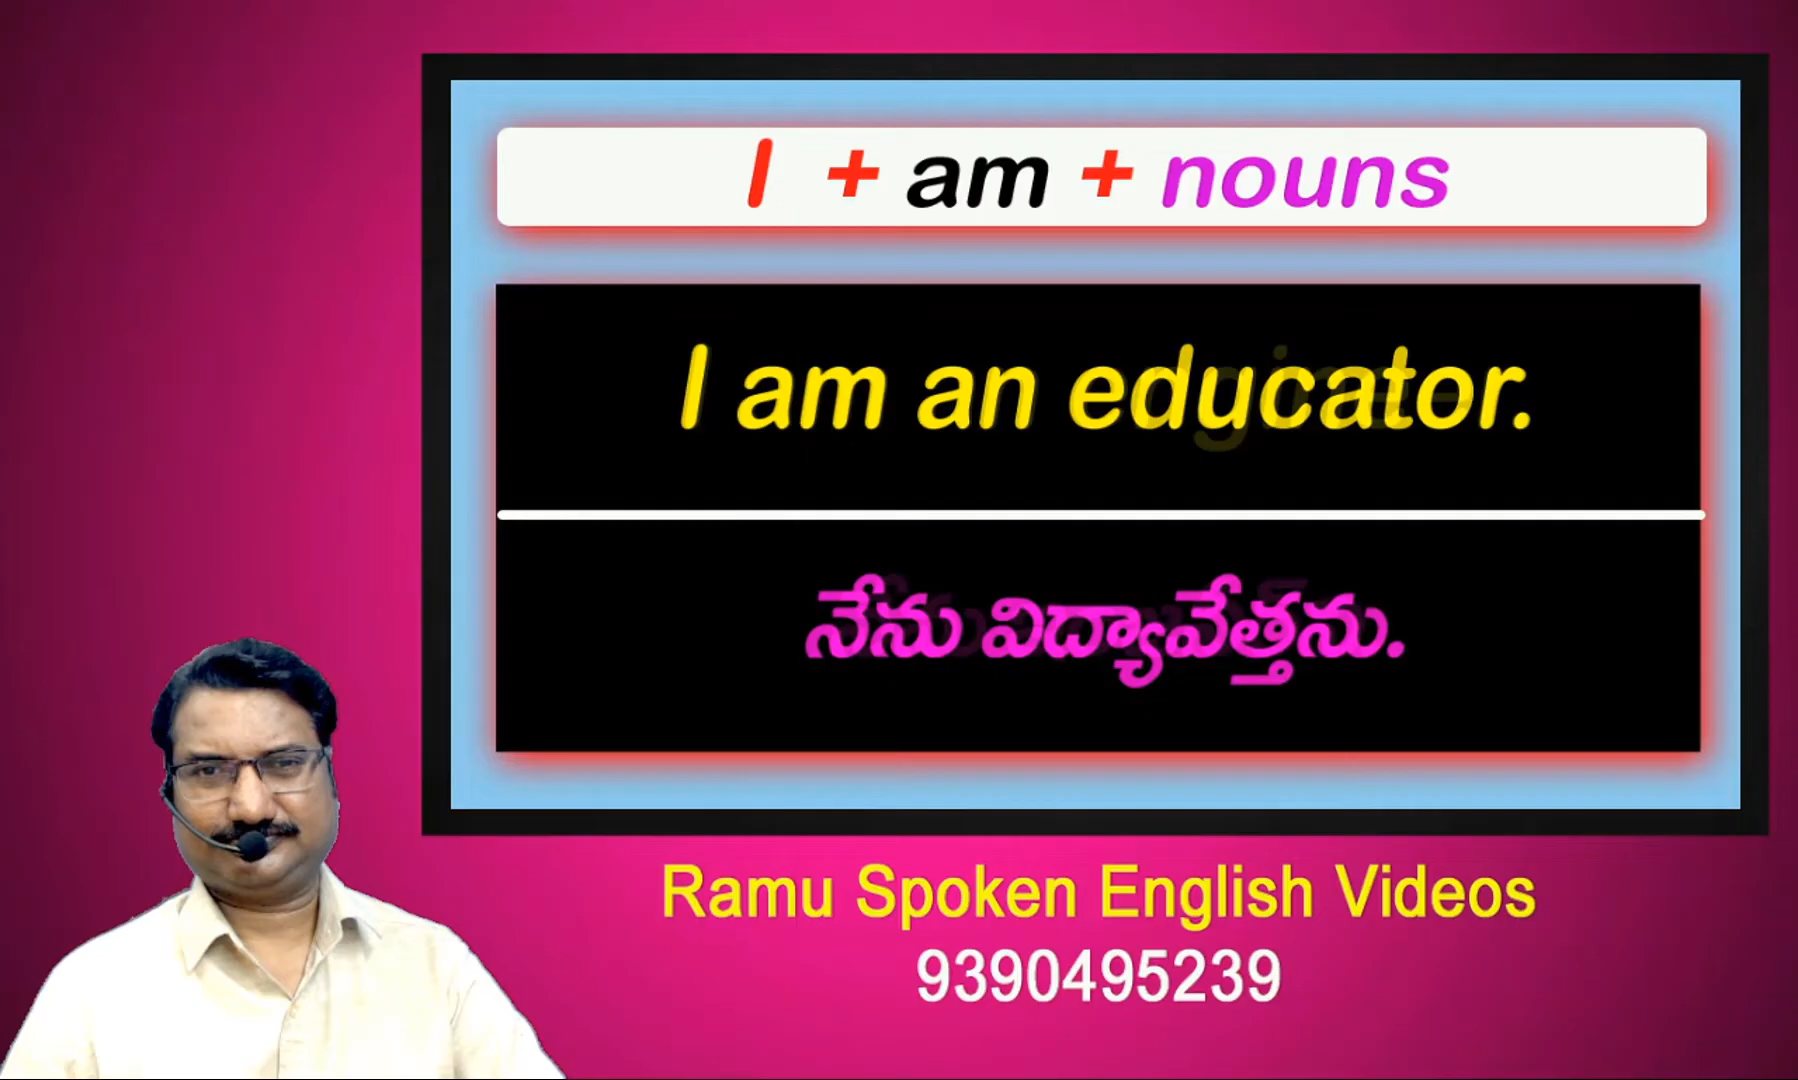 I + am + nouns
I am an educator.
నేను విద్యావేత్తను.
Ramu Spoken English Videos
9390495239